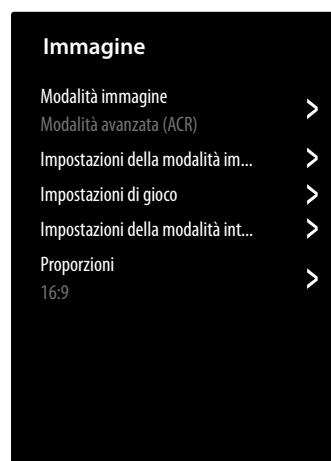 Immagine
Modalità immagine
Modalità avanzata (ACR)
Impostazioni della modalità im...
Impostazioni di gioco
Impostazioni della modalità int...
Proporzioni
16:9